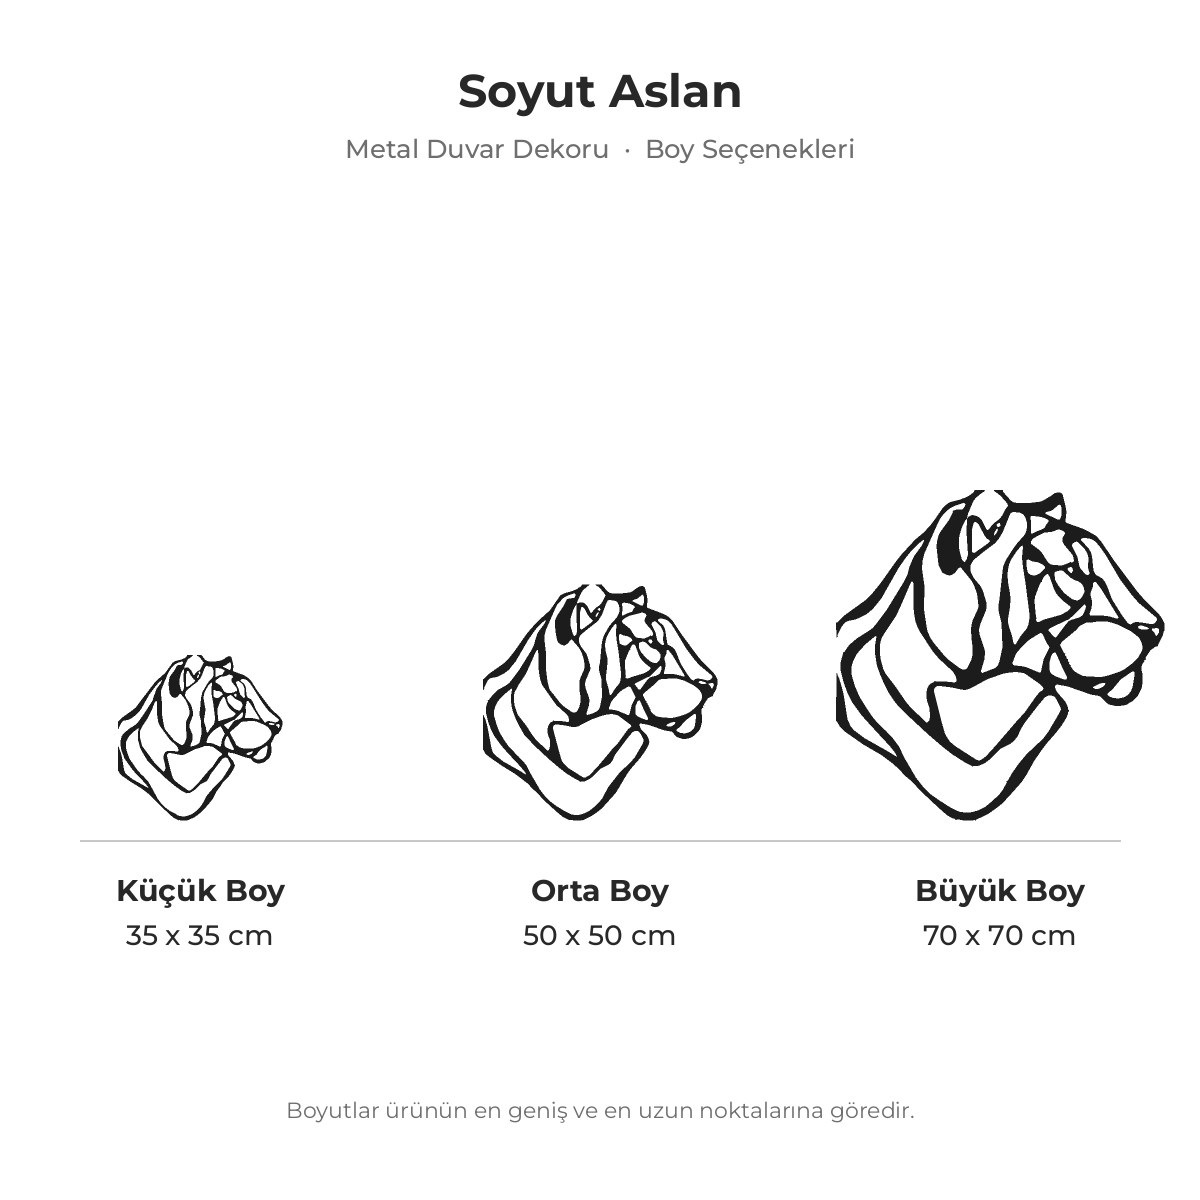 Soyut Aslan
Metal Duvar Dekoru · Boy Seçenekleri
Küçük Boy
35 x 35 cm
Orta Boy
50 x 50 cm
Büyük Boy
70 x 70 cm
Boyutlar ürünün en geniş ve en uzun noktalarına göredir.